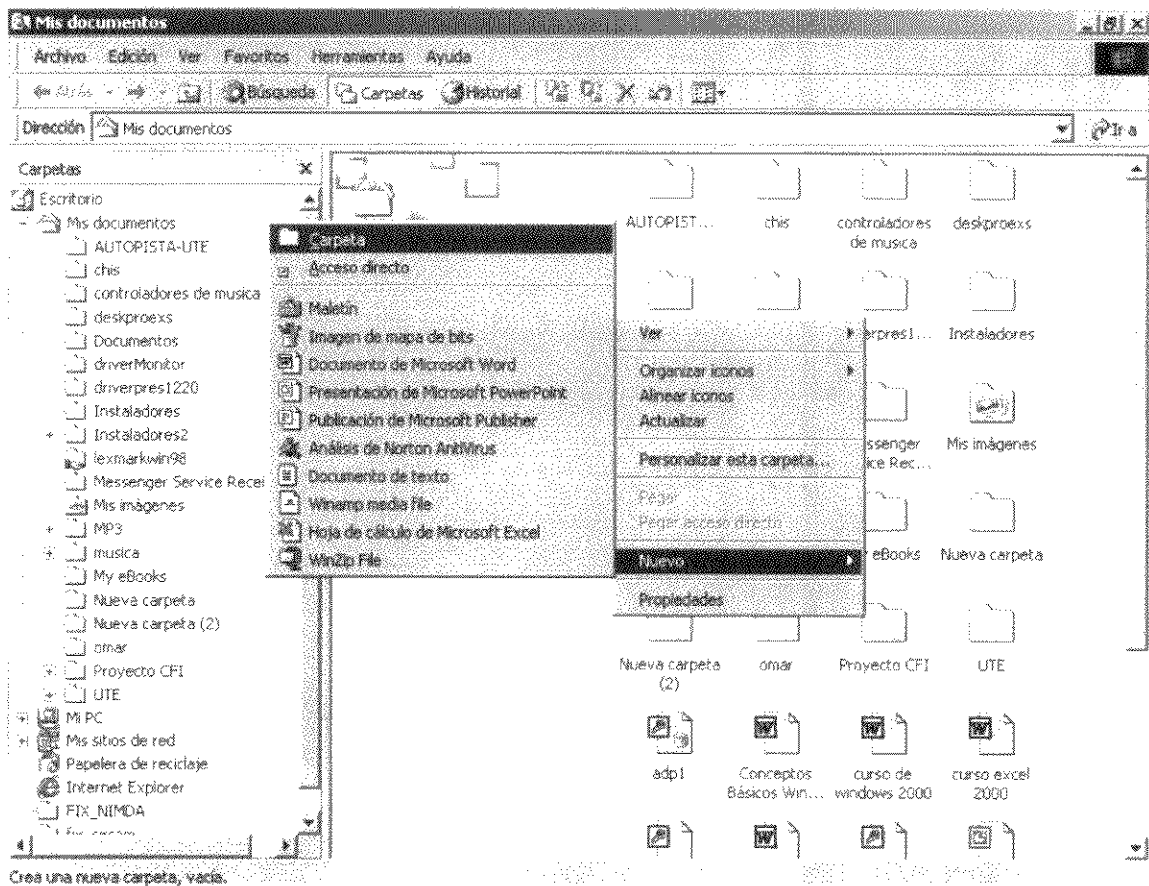 Mis documentos
Archivo Edición Ver Favoritos Herramientas Ayuda
Atrás Búsqueda Carpetas Historial
Dirección Mis documentos Ir a
Carpetas
Escritorio
Mis documentos
AUTOPISTA-UTE
chis
controladores de musica
deskproexs
Documentos
driverMonitor
driverpres1220
Instaladores
Instaladores2
lexmarkwin98
Messenger Service Recei
Mis imágenes
MP3
musica
My eBooks
Nueva carpeta
Nueva carpeta (2)
omar
Proyecto CFI
UTE
Mi PC
Mis sitios de red
Papelera de reciclaje
Internet Explorer
FIX_NIMDA
Carpeta
Acceso directo
Maletín
Imagen de mapa de bits
Documento de Microsoft Word
Presentación de Microsoft PowerPoint
Publicación de Microsoft Publisher
Análisis de Norton AntiVirus
Documento de texto
Winamp media file
Hoja de cálculo de Microsoft Excel
WinZip File
Ver
Organizar iconos
Alinear iconos
Actualizar
Personalizar esta carpeta...
Pegar
Pegar acceso directo
Nuevo
Propiedades
AUTOPIST... chis controladores deskproexs
de musica
erpres1... Instaladores
ssenger Mis imágenes
ice Rec...
eBooks Nueva carpeta
Nueva carpeta omar Proyecto CFI UTE
(2)
adp1 Conceptos curso de curso excel
Básicos Win... windows 2000 2000
Crea una nueva carpeta, vacía.